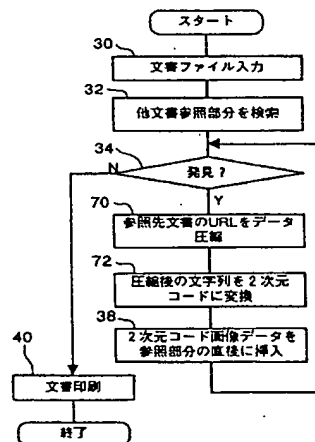 スタート
30
文書ファイル入力
32
他文書参照部分を検索
34
N
発見?
Y
70
参照先文書のURLをデータ
圧縮
72
圧縮後の文字列を2次元
コードに変換
38
2次元コード画像データを
参照部分の直後に挿入
40
文書印刷
終了